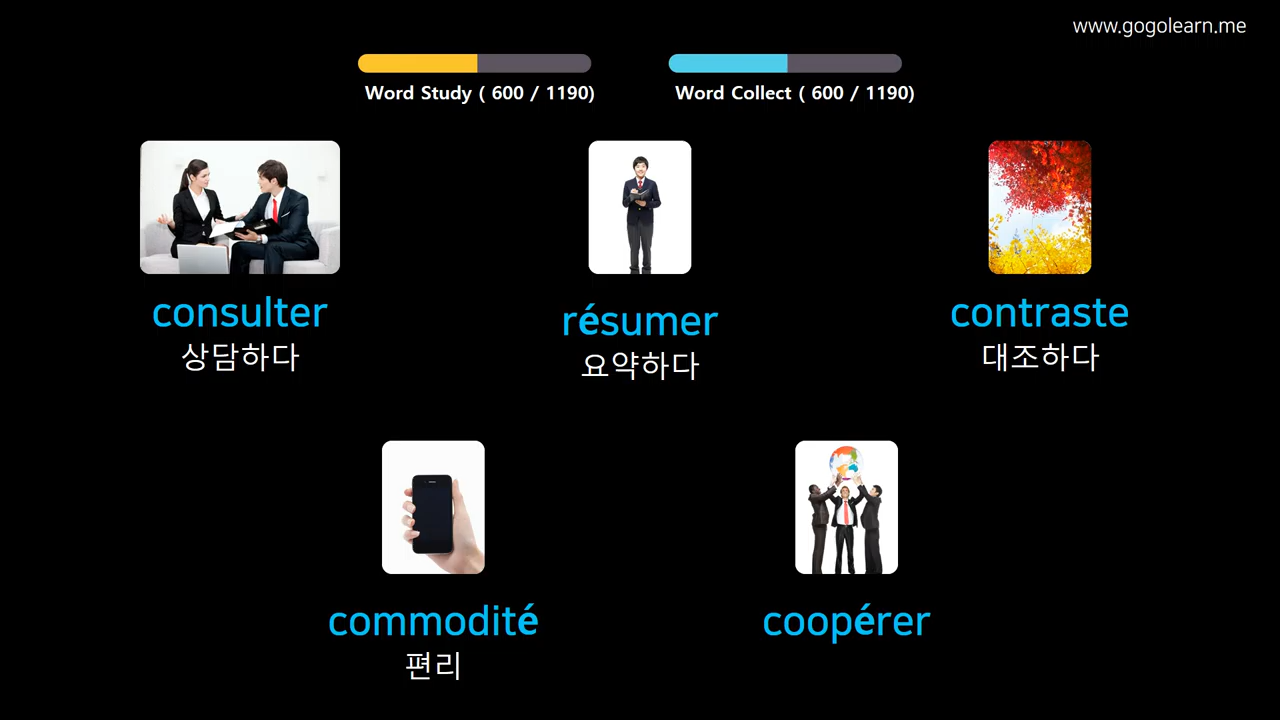 www.gogolearn.me
Word Study ( 600 / 1190)
Word Collect ( 600 / 1190)
consulter
상담하다
résumer
요약하다
contraste
대조하다
commodité
편리
coopérer